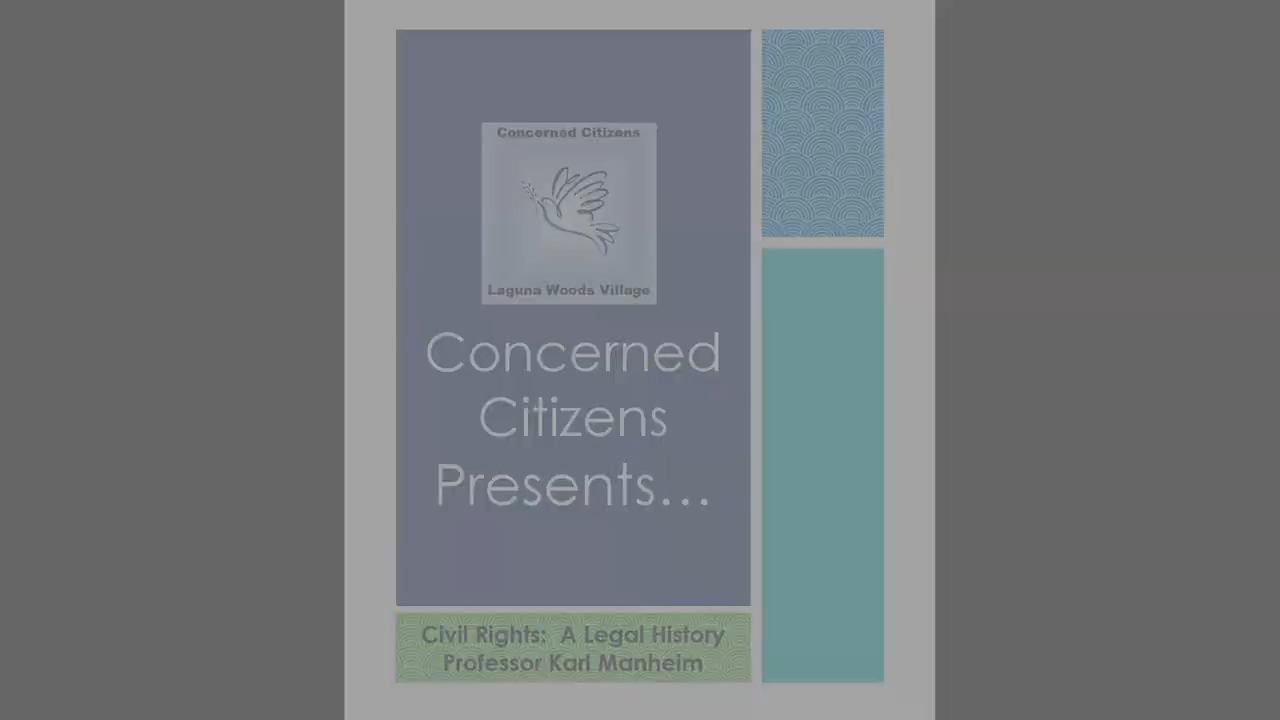 Concerned Citizens
Laguna Woods Village
Concerned
Citizens
Presents...
Civil Rights: A Legal History
Professor Karl Manheim